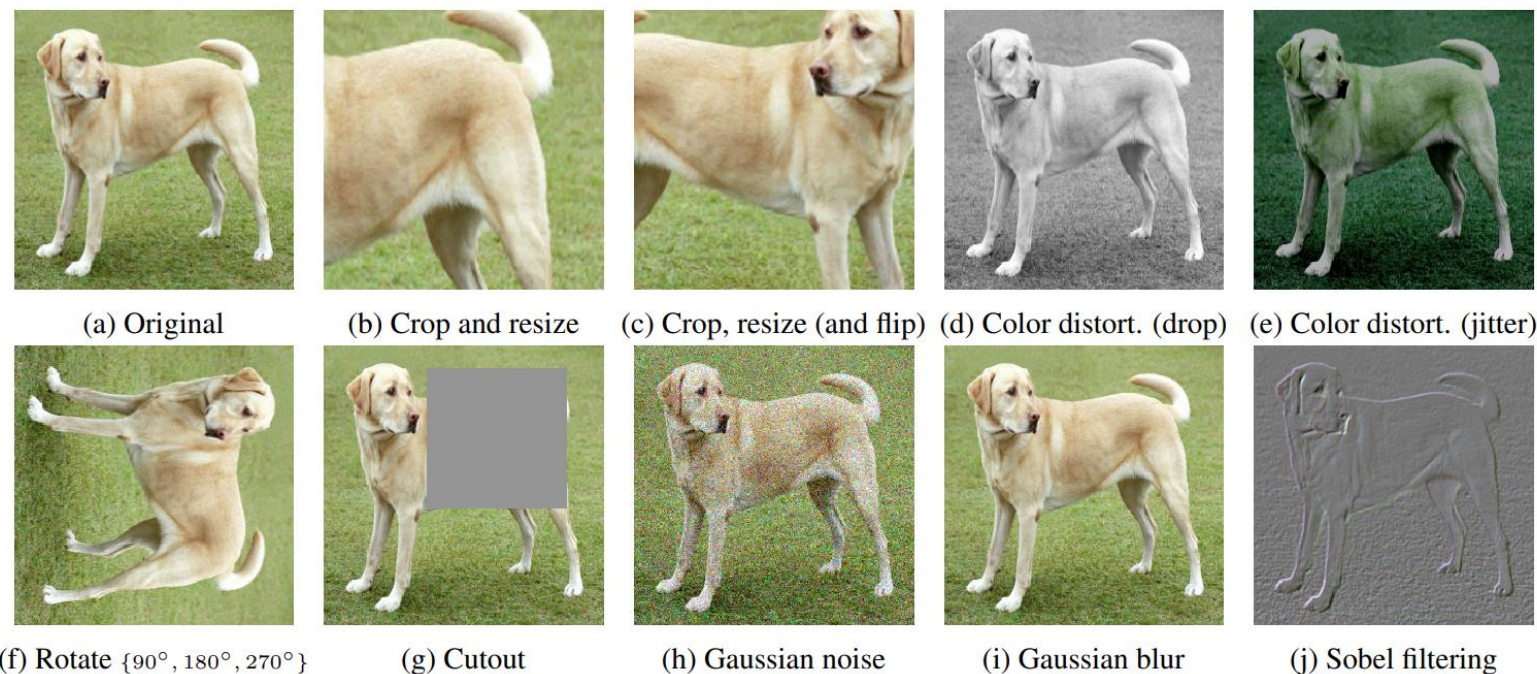 (a) Original (b) Crop and resize (c) Crop, resize (and flip) (d) Color distort. (drop) (e) Color distort. (jitter)
(f) Rotate {90°, 180°, 270°} (g) Cutout (h) Gaussian noise (i) Gaussian blur (j) Sobel filtering